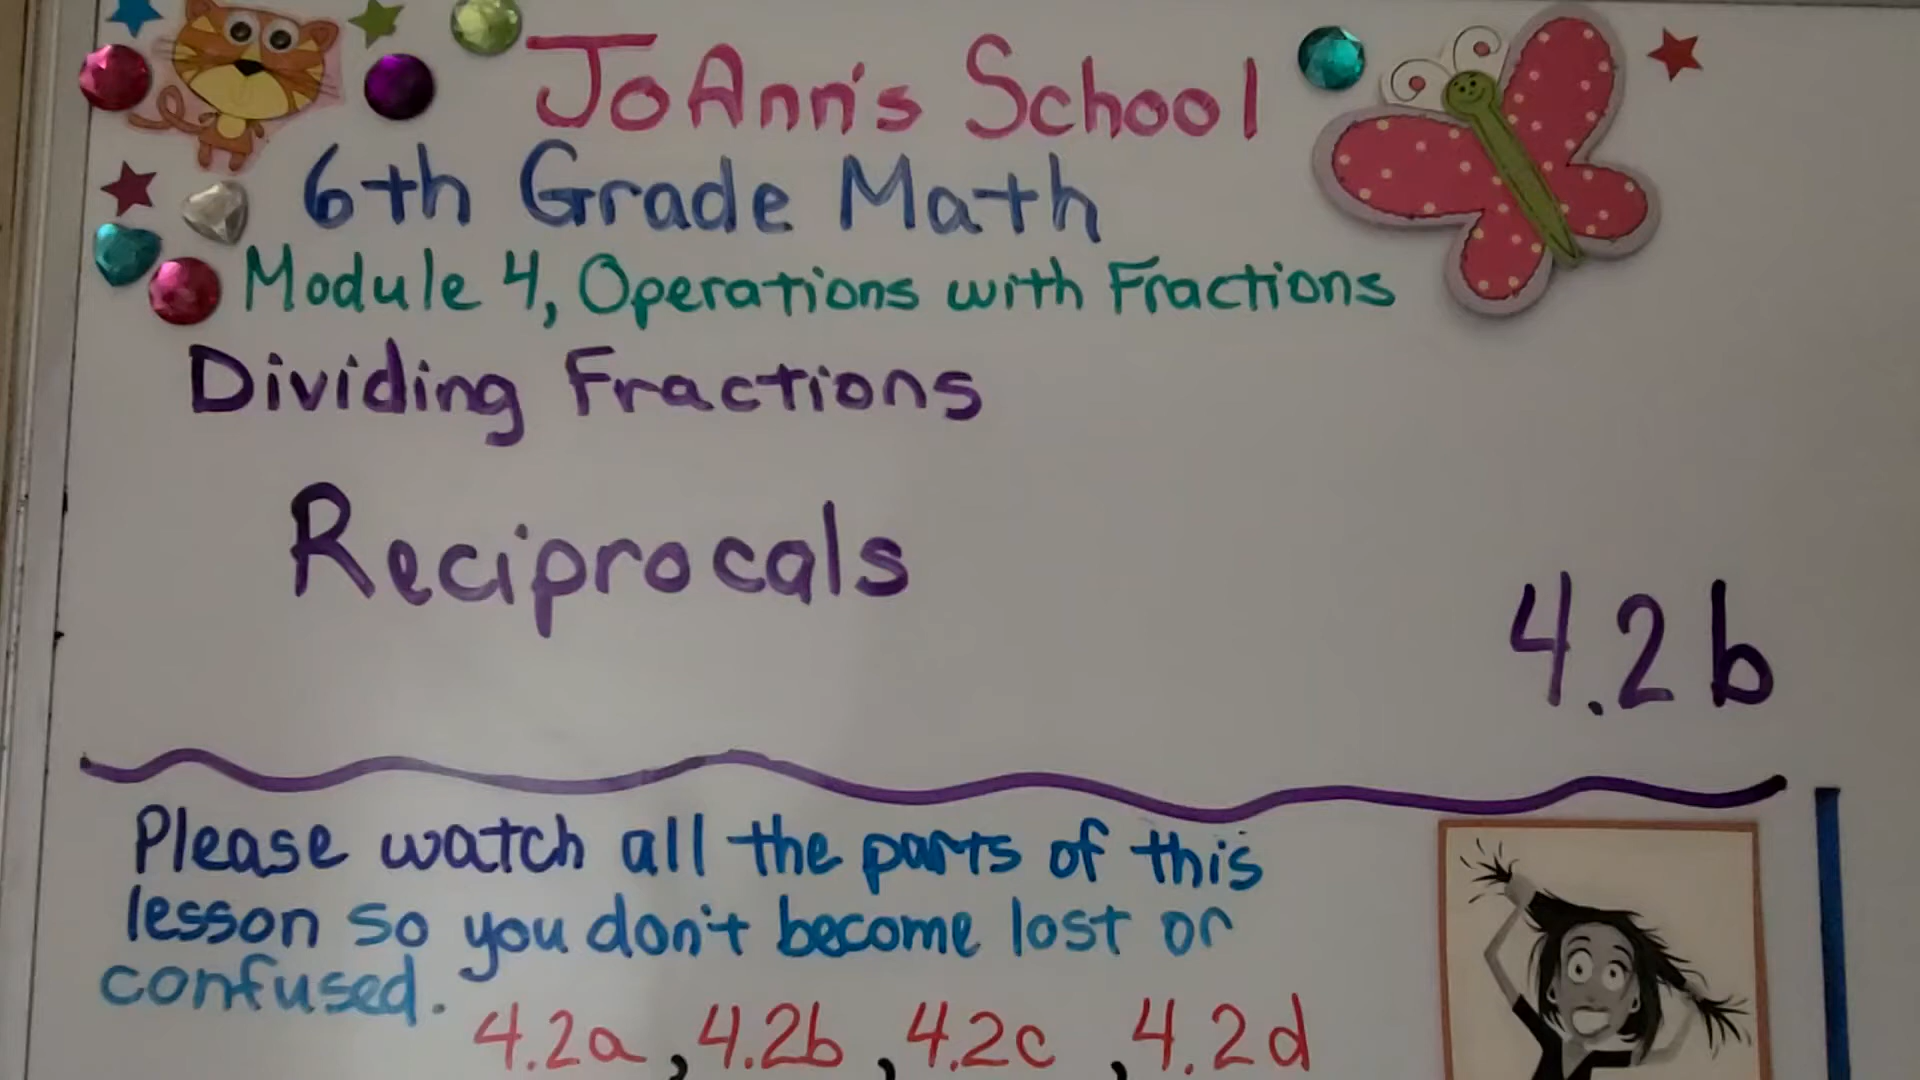 JoAnn's School
6th Grade Math
Module 4, Operations with Fractions
Dividing Fractions
Reciprocals
4.2b
Please watch all the parts of this
lesson so you don't become lost or
confused.
4.2a, 4.2b, 4.2c, 4.2d